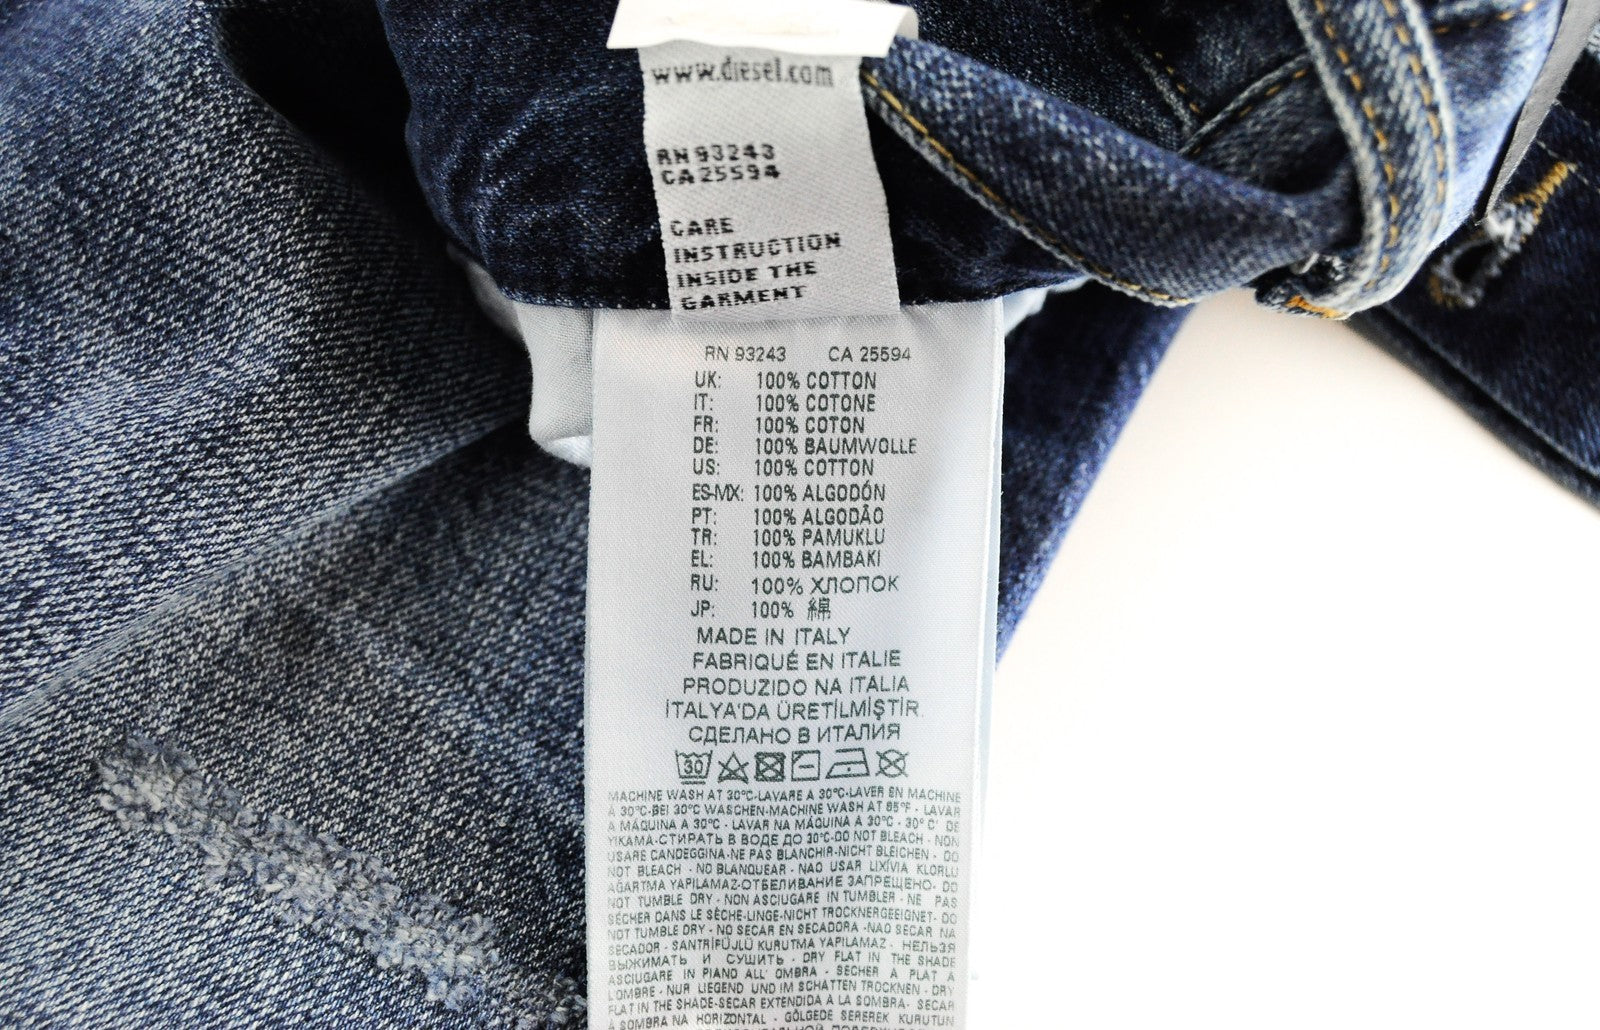 www.diesel.com
RN 93243
CA 25594
CARE
INSTRUCTION
INSIDE THE
GARMENT
RN 93243 CA 25594
UK: 100% COTTON
IT: 100% COTONE
FR: 100% COTON
DE: 100% BAUMWOLLE
US: 100% COTTON
ES-MX: 100% ALGODÓN
PT: 100% ALGODÃO
TR: 100% PAMUKLU
EL: 100% BAMBAKI
RU: 100% ХЛОПОК
JP: 100% 綿
MADE IN ITALY
FABRIQUÉ EN ITALIE
PRODUZIDO NA ITÁLIA
İTALYA'DA ÜRETİLMİŞTİR
СДЕЛАНО В ИТАЛИЯ
30
MACHINE WASH AT 30°C-LAVARE A 30°C-LAVER EN MACHINE
A 30°C-BEI 30°C WASCHEN-MACHINE WASH AT 85°F - LAVAR
A MÁQUINA A 30°C - LAVAR NA MÁQUINA A 30°C - 30° C' DE
YIKAMA-СТИРАТЬ В ВОДЕ ДО 30°C-DO NOT BLEACH - NON
USARE CANDEGGINA-NE PAS BLANCHIR-NICHT BLEICHEN - DO
NOT BLEACH - NO BLANQUEAR - NAO USAR LIXÍVIA KLORLU
AĞARTMA YAPILAMAZ-ОТБЕЛИВАНИЕ ЗАПРЕЩЕНО- DO
NOT TUMBLE DRY - NON ASCIUGARE IN TUMBLER - NE PAS
SÉCHER DANS LE SÈCHE-LINGE-NICHT TROCKNERGEEIGNET- DO
NOT TUMBLE DRY - NO SECAR EN SECADORA -NAO SECAR NA
SECADOR - SANTRİFÜJLÜ KURUTMA YAPILAMAZ - НЕЛЬЗЯ
ВЫЖИМАТЬ И СУШИТЬ - DRY FLAT IN THE SHADE
ASCIUGARE IN PIANO ALL' OMBRA - SÉCHER À PLAT À
L'OMBRE - NUR LIEGEND UND IM SCHATTEN TROCKNEN - DRY
FLAT IN THE SHADE-SECAR EXTENDIDA A LA SOMBRA- SECAR
A SOMBRA NA HORIZONTAL - GÖLGEDE SEREREK KURUTUN